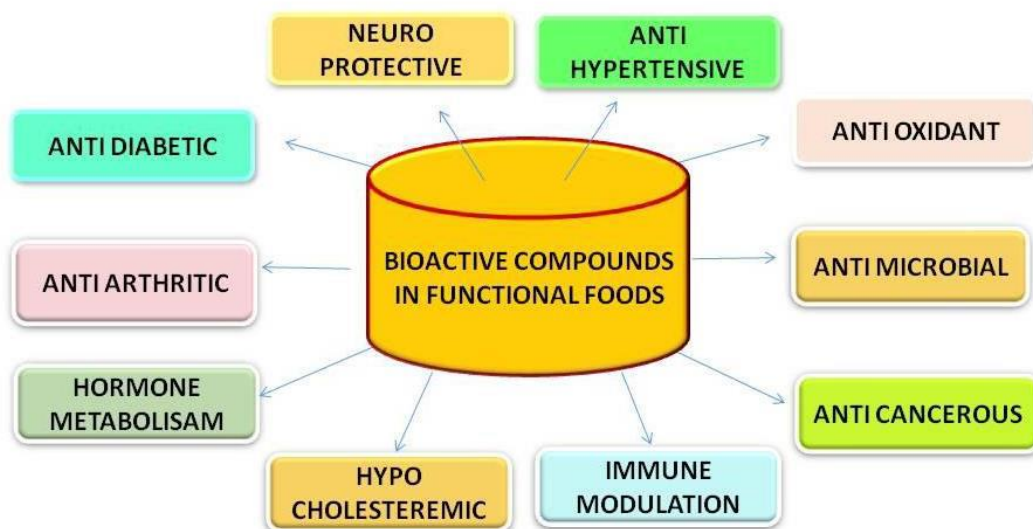 NEURO
PROTECTIVE
ANTI
HYPERTENSIVE
ANTI DIABETIC
ANTI OXIDANT
BIOACTIVE COMPOUNDS
IN FUNCTIONAL FOODS
ANTI ARTHRITIC
ANTI MICROBIAL
HORMONE
METABOLISAM
ANTI CANCEROUS
HYPO
CHOLESTEREMIC
IMMUNE
MODULATION